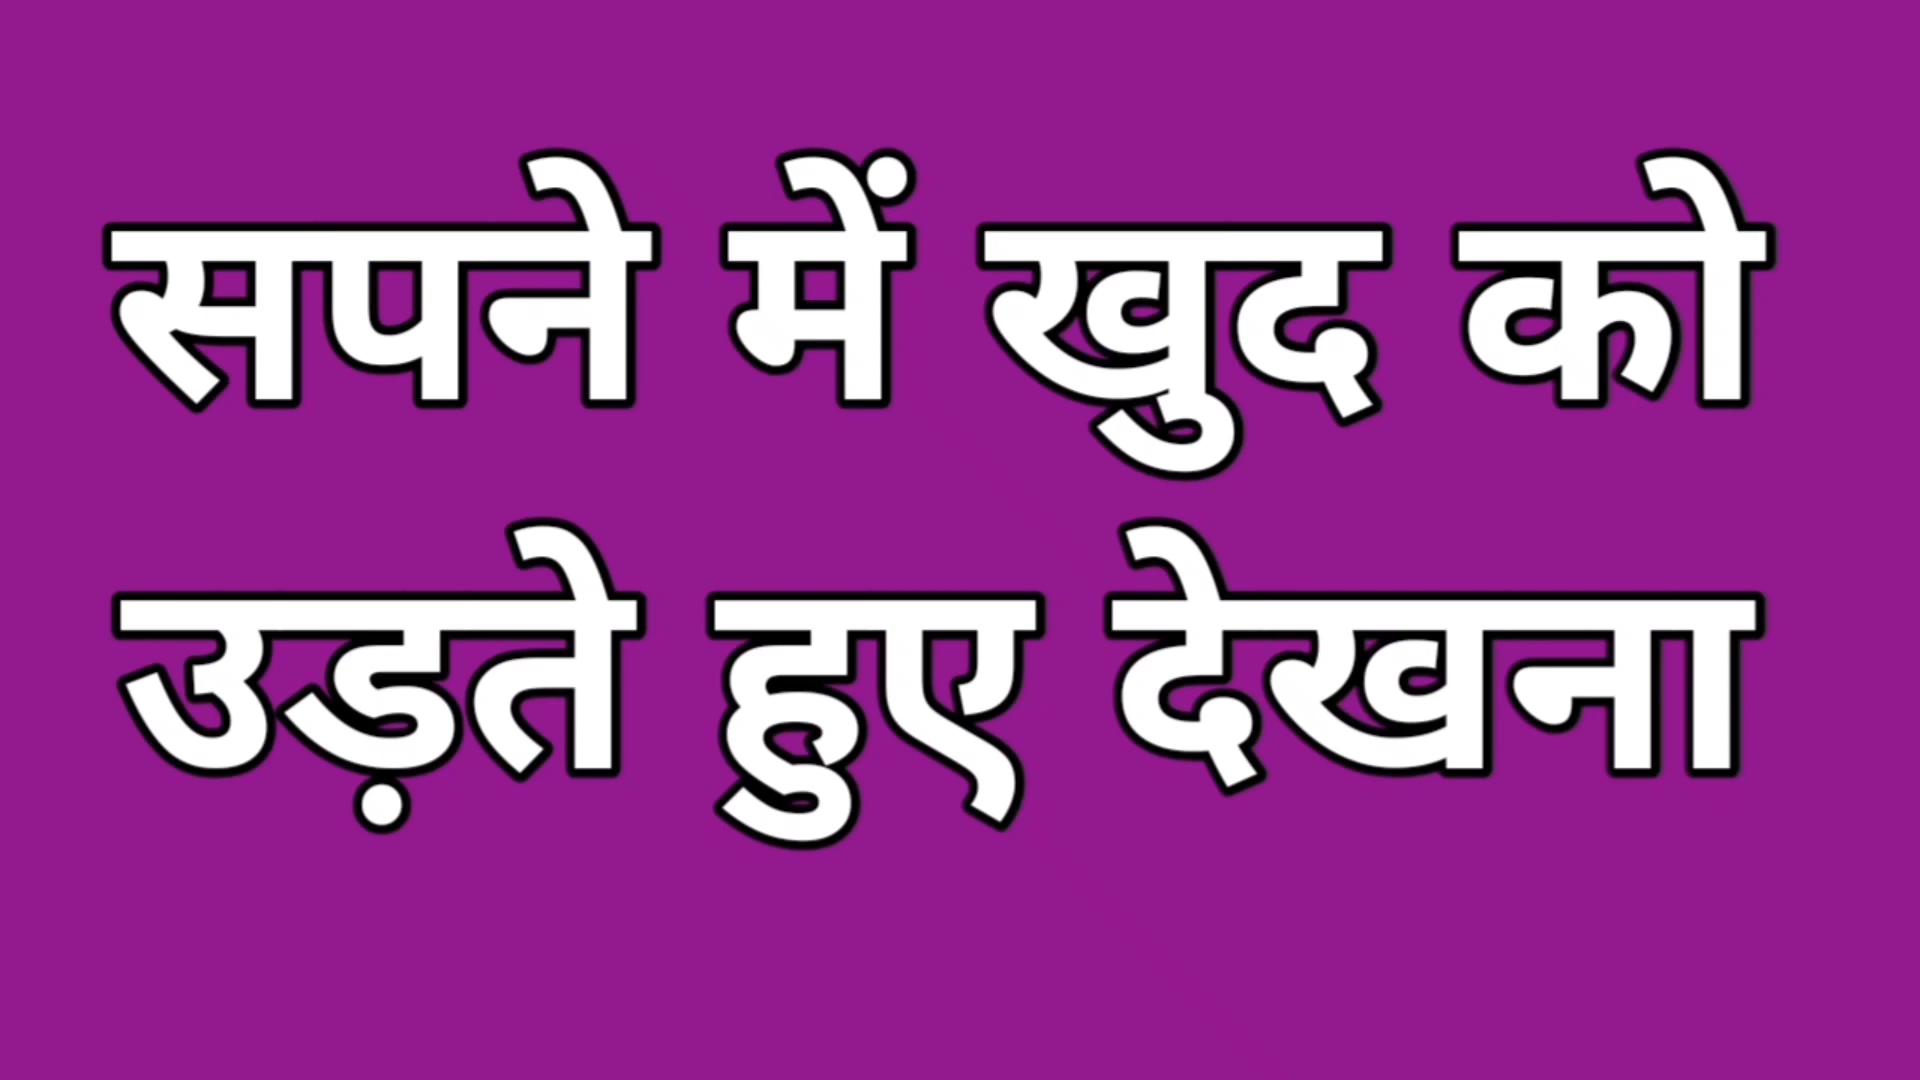 सपने में खुद को
उड़ते हुए देखना